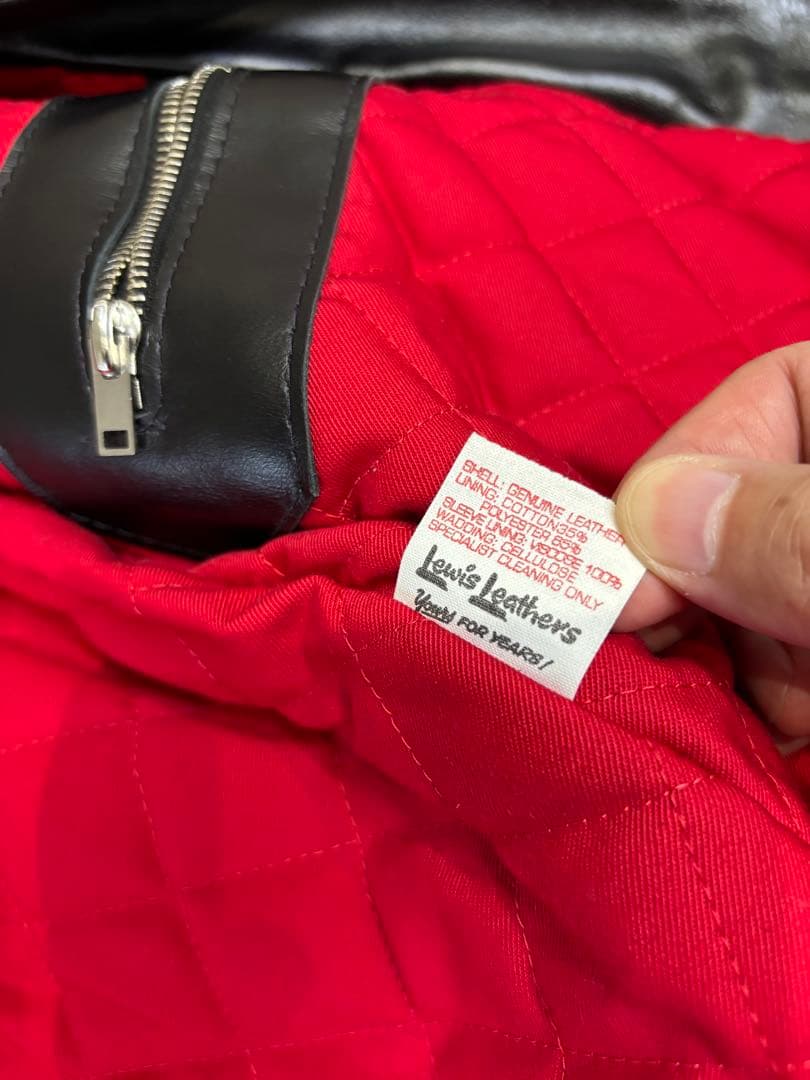 SHELL: GENUINE LEATHER
LINING: COTTON 35%
POLYESTER 65%
SLEEVE LINING: VISCOSE 100%
WADDING: CELLULOSE
SPECIALIST CLEANING ONLY
Lewis Leathers
Yours FOR YEARS!